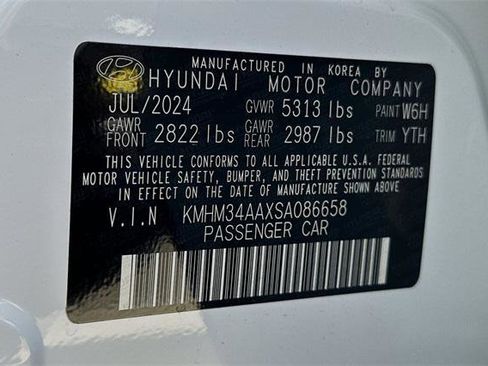 MANUFACTURED IN KOREA BY
HYUNDAI MOTOR COMPANY
JUL/2024 GVWR 5313 lbs PAINT W6H
GAWR FRONT 2822 lbs GAWR REAR 2987 lbs TRIM YTH
THIS VEHICLE CONFORMS TO ALL APPLICABLE U.S.A. FEDERAL
MOTOR VEHICLE SAFETY, BUMPER, AND THEFT PREVENTION STANDARDS
IN EFFECT ON THE DATE OF MANUFACTURE SHOWN ABOVE
V.I.N KMHM34AAXSA086658
PASSENGER CAR